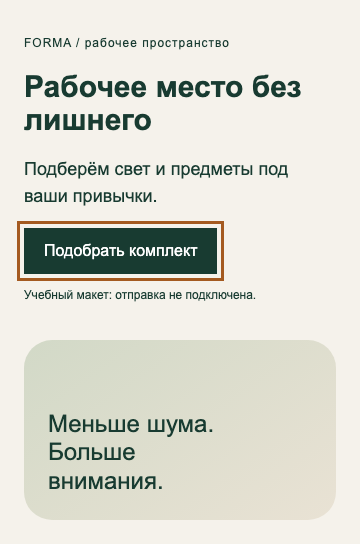 FORMA / рабочее пространство
Рабочее место без
лишнего
Подберём свет и предметы под
ваши привычки.
Подобрать комплект
Учебный макет: отправка не подключена.
Меньше шума.
Больше
внимания.